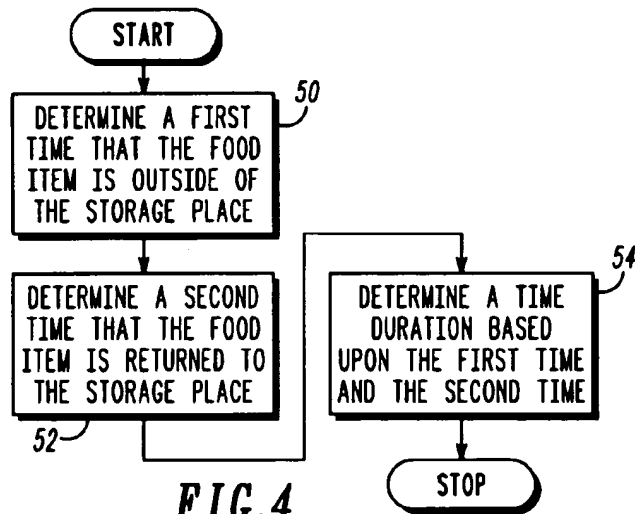 START
50
DETERMINE A FIRST
TIME THAT THE FOOD
ITEM IS OUTSIDE OF
THE STORAGE PLACE
DETERMINE A SECOND
TIME THAT THE FOOD
ITEM IS RETURNED TO
THE STORAGE PLACE
52
54
DETERMINE A TIME
DURATION BASED
UPON THE FIRST TIME
AND THE SECOND TIME
STOP
FIG.4